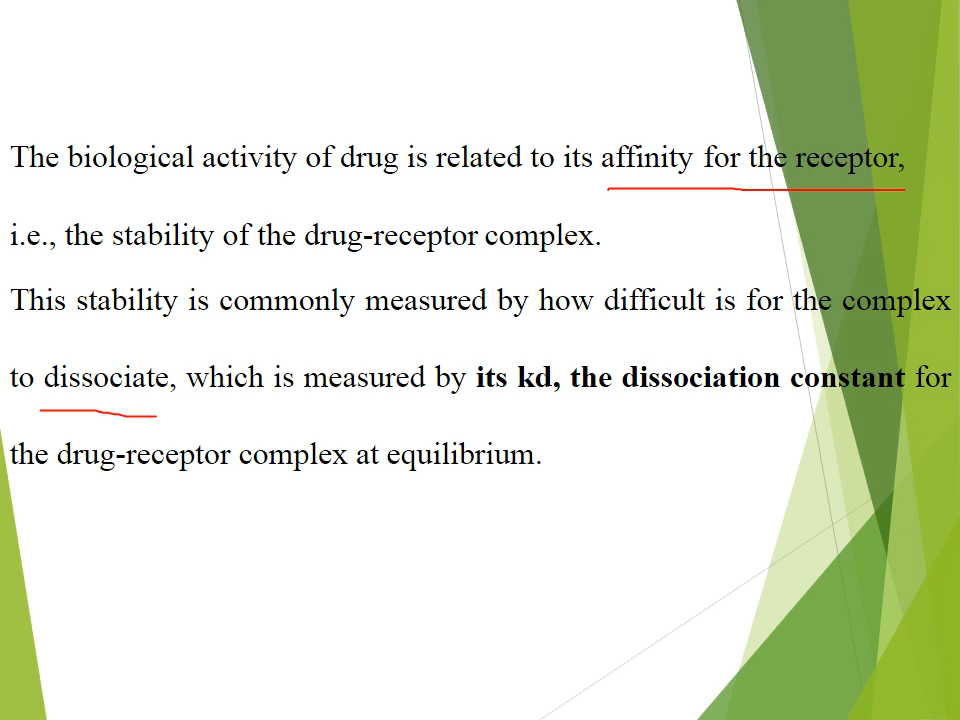 The biological activity of drug is related to its affinity for the receptor,
i.e., the stability of the drug-receptor complex.
This stability is commonly measured by how difficult is for the complex
to dissociate, which is measured by its kd, the dissociation constant for
the drug-receptor complex at equilibrium.